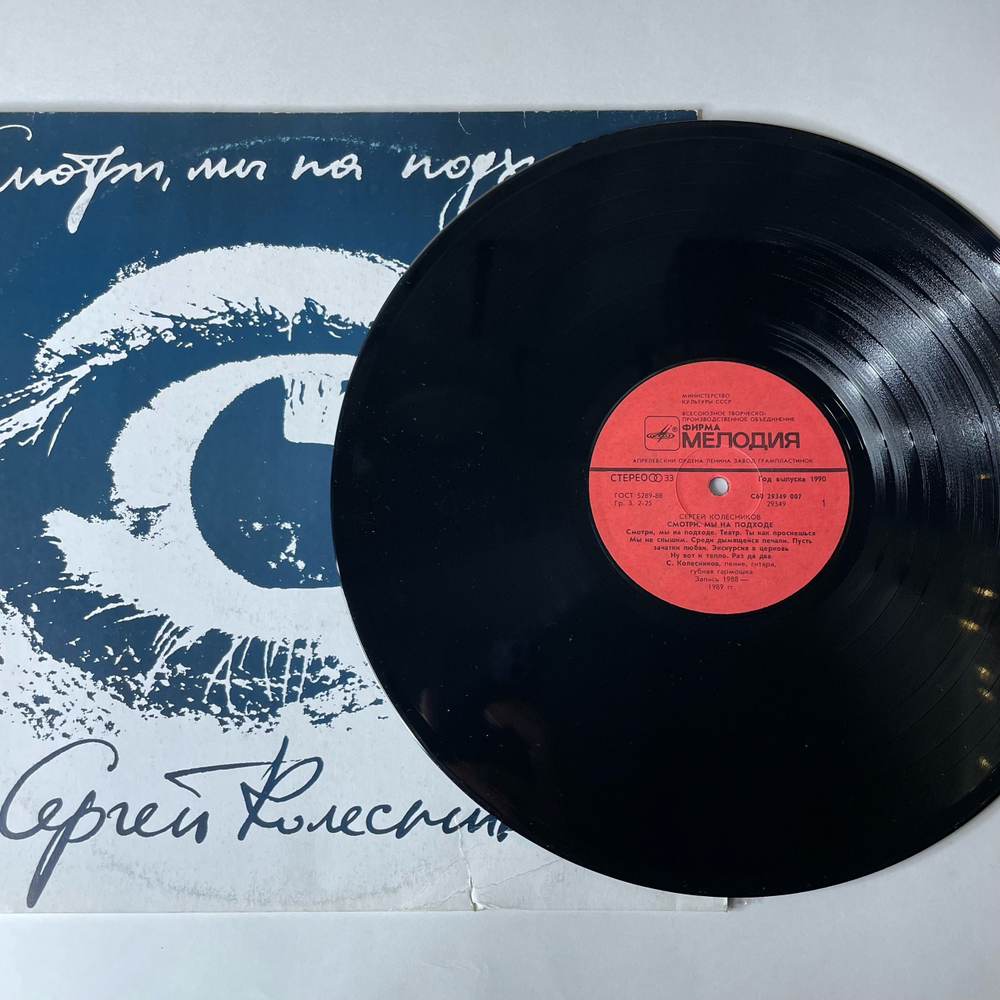 Смотри, мы на
Сергей
МИНИСТЕРСТВО
КУЛЬТУРЫ СССР
ВСЕСОЮЗНОЕ ТВОРЧЕСКО-
ПРОИЗВОДСТВЕННОЕ ОБЪЕДИНЕНИЕ
ФИРМА
МЕЛОДИЯ
АПРЕЛЕВСКИЙ ОРДЕНА ЛЕНИНА ЗАВОД ГРАМПЛАСТИНОК
СТЕРЕО 33 Год выпуска 1990
ГОСТ 5289-88 С60 29349 007
Гр. 3. 2-25 29349 1
СЕРГЕЙ КОЛЕСНИКОВ
СМОТРИ, МЫ НА ПОДХОДЕ
Смотри, мы на подходе. Театр. Ты как проснешься
Мы не слышим. Среди дымящейся печали. Пусть
зачатки любви. Экскурсия в церковь
Ну вот и тепло. Раз да два
С. Колесников, пение, гитара,
губная гармошка
Запись 1988 —
1989 гг.